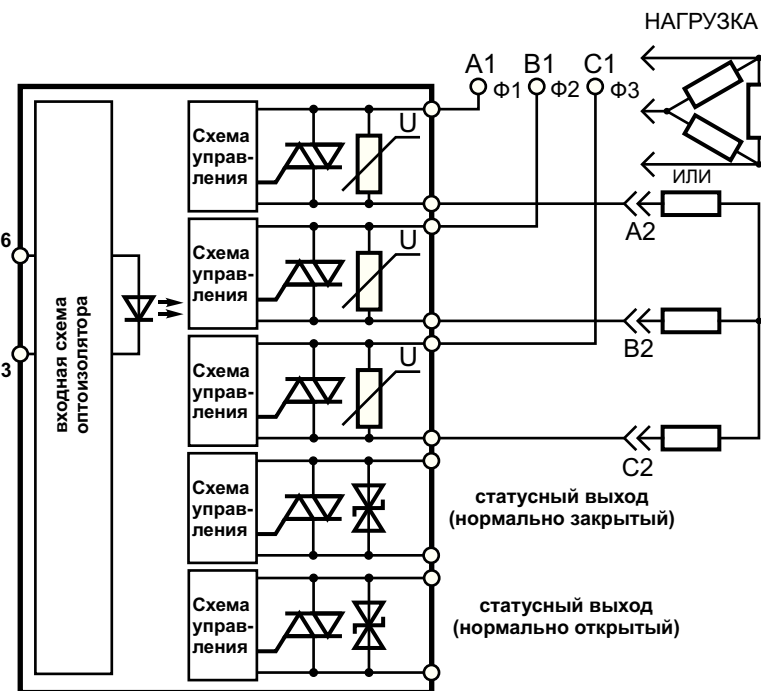 НАГРУЗКА
A1 B1 C1
Ф1 Ф2 Ф3
Схема
управ-
ления
U
ИЛИ
A2
6
3
входная схема
оптоизолятора
Схема
управ-
ления
U
B2
Схема
управ-
ления
U
C2
Схема
управ-
ления
статусный выход
(нормально закрытый)
Схема
управ-
ления
статусный выход
(нормально открытый)